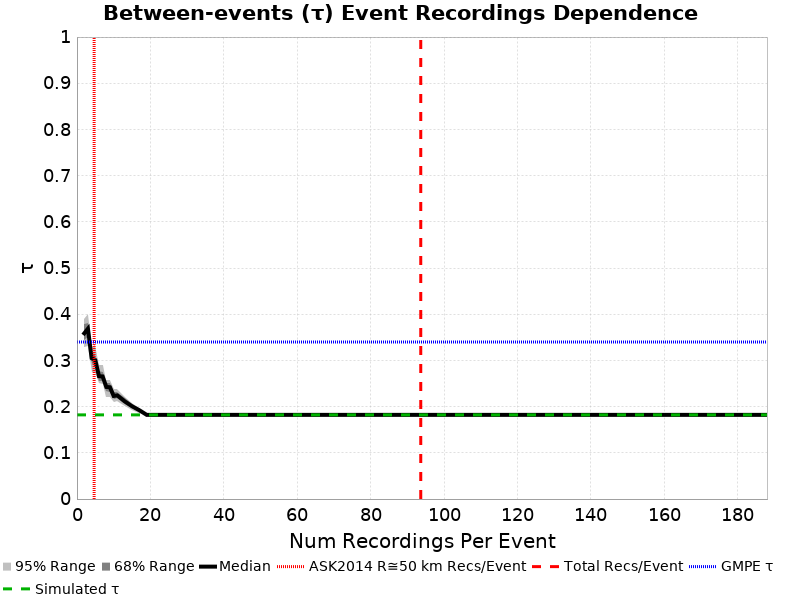 Between-events (τ) Event Recordings Dependence
1
0.9
0.8
0.7
0.6
0.5
0.4
0.3
0.2
0.1
0
τ
0 20 40 60 80 100 120 140 160 180
Num Recordings Per Event
95% Range 68% Range Median ASK2014 R≅50 km Recs/Event Total Recs/Event GMPE τ
Simulated τ